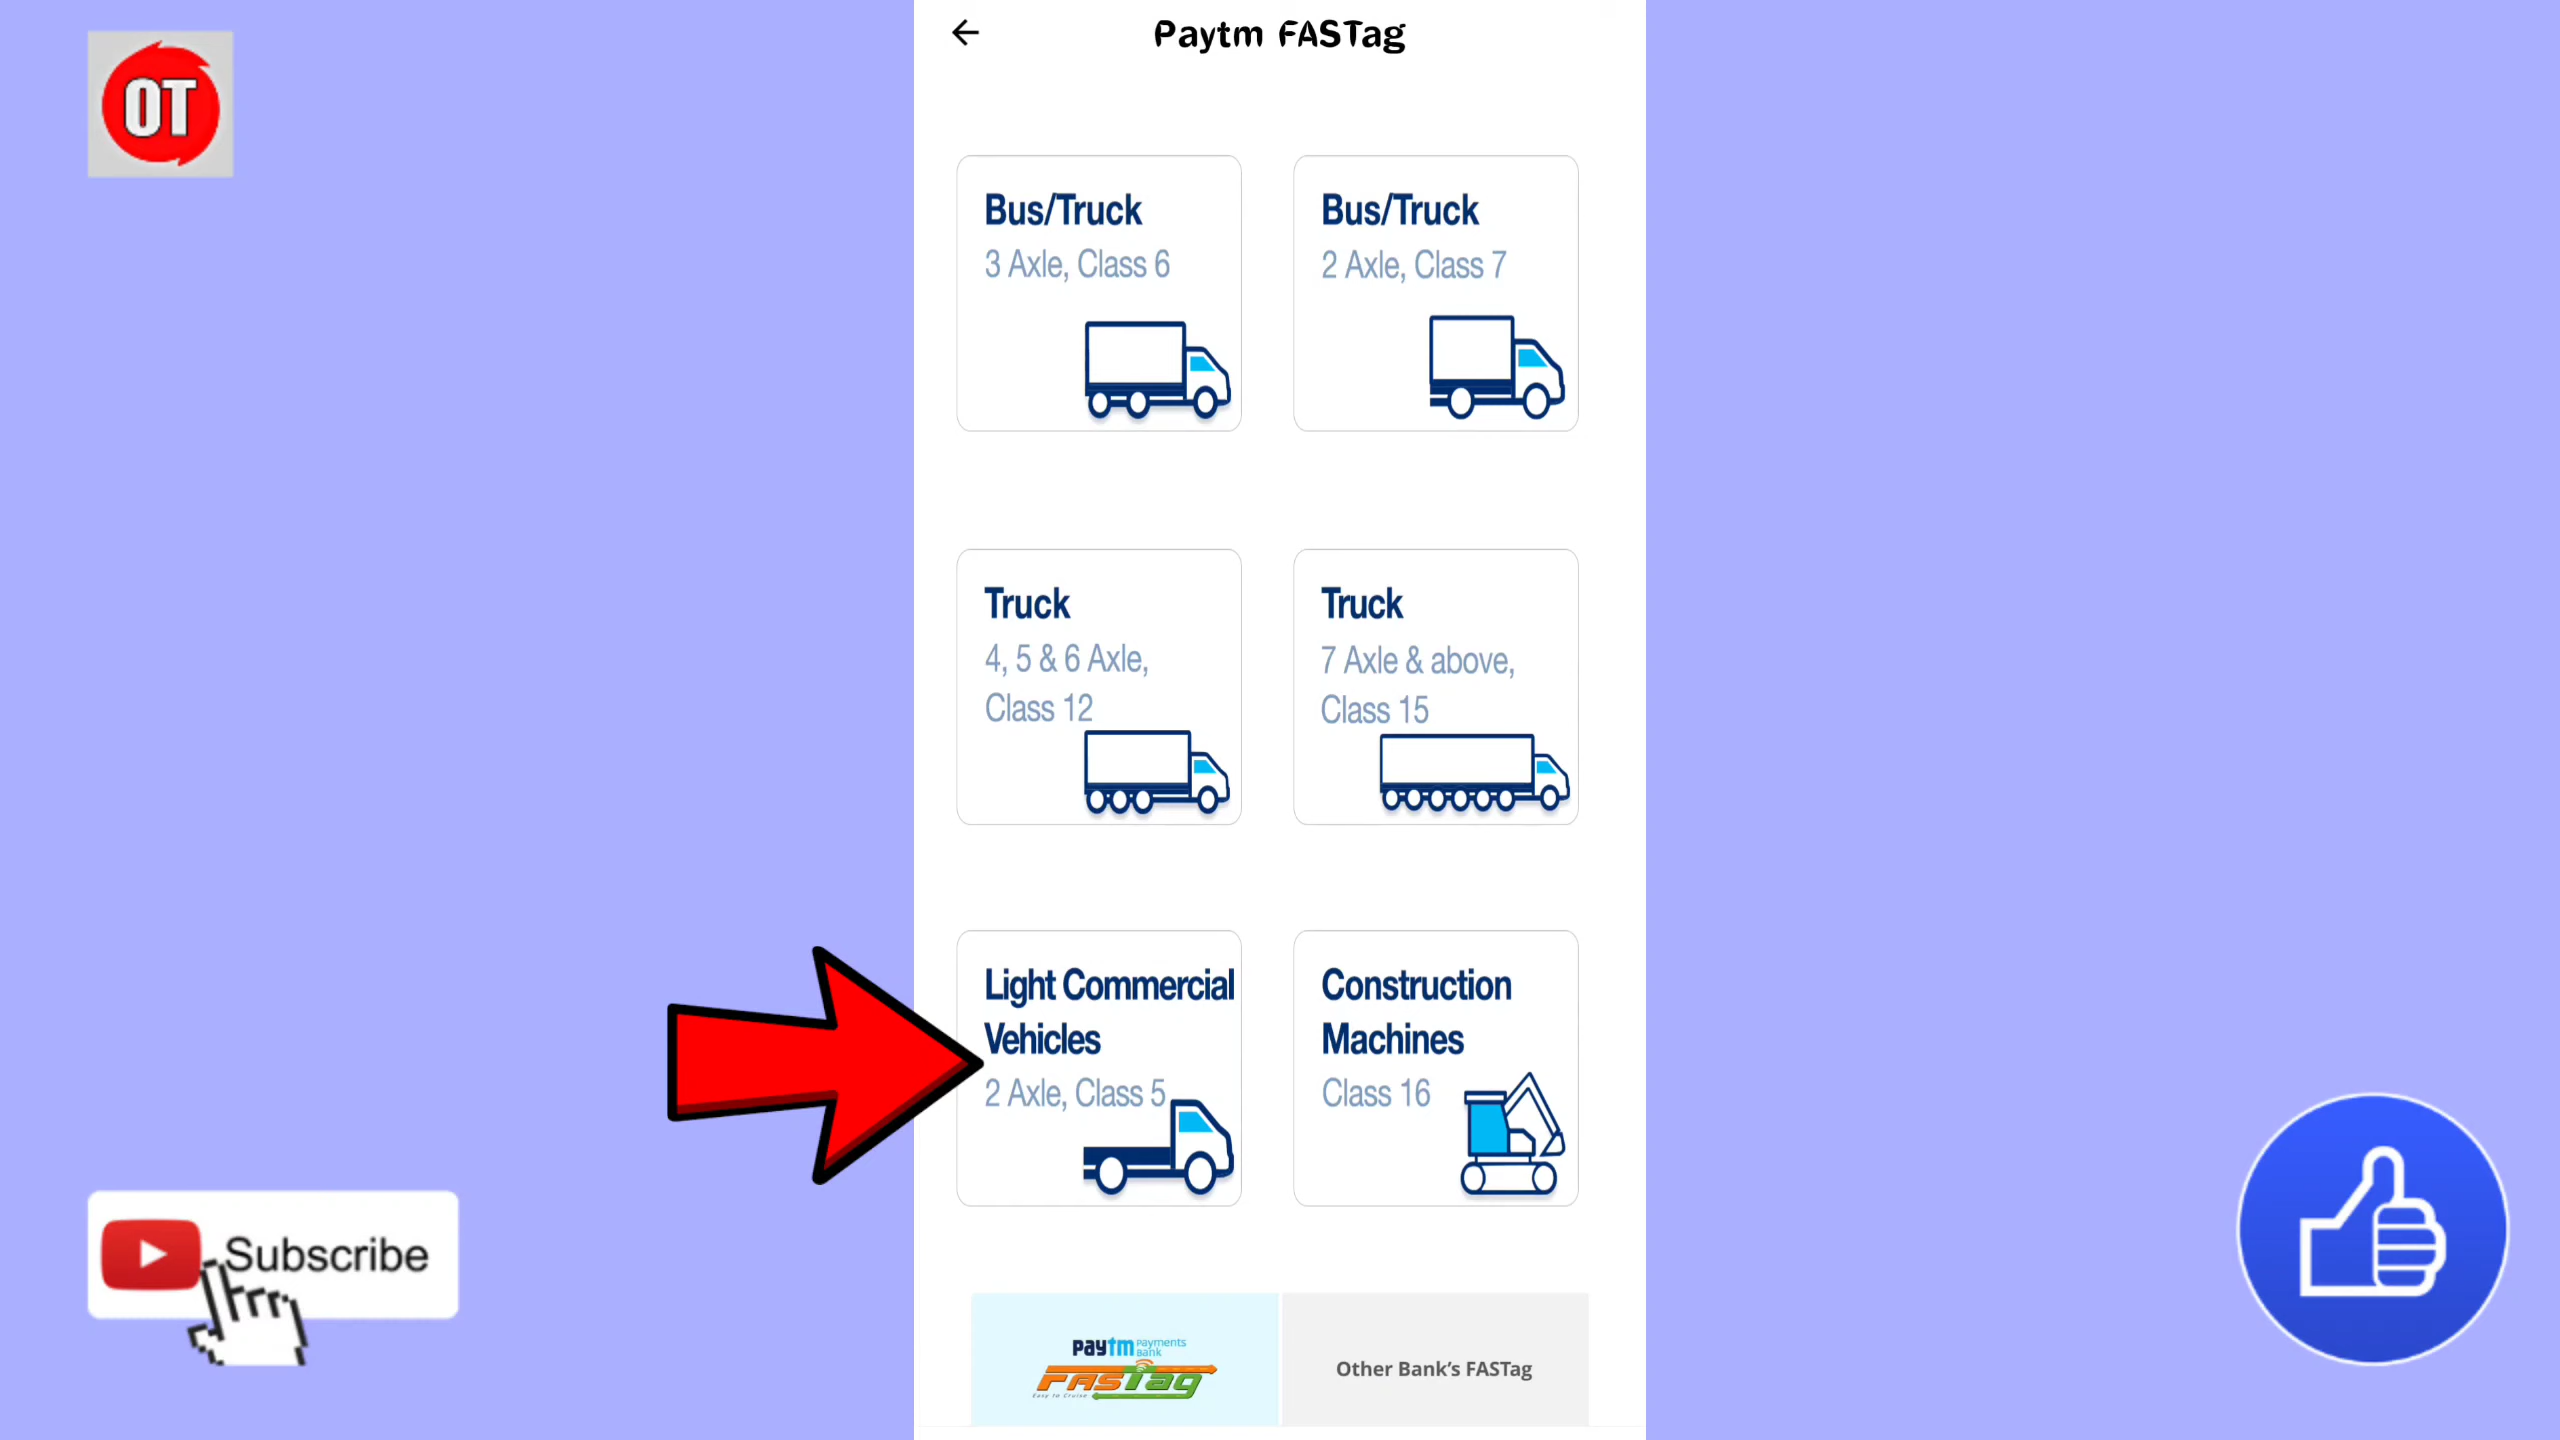 OT
Paytm FASTag
Bus/Truck
3 Axle, Class 6
Bus/Truck
2 Axle, Class 7
Truck
4, 5 & 6 Axle,
Class 12
Truck
7 Axle & above,
Class 15
Light Commercial
Vehicles
2 Axle, Class 5
Construction
Machines
Class 16
Subscribe
paytm Payments
Bank
FASTag
Easy to Cruise
Other Bank's FASTag